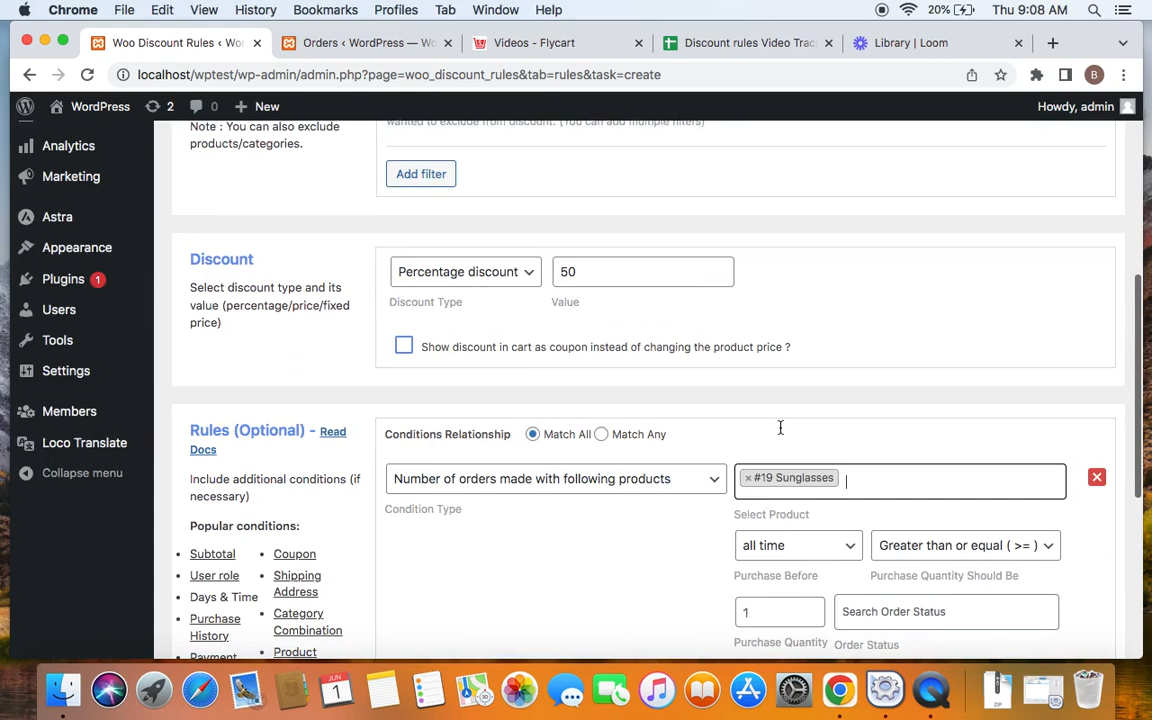 Chrome File Edit View History Bookmarks Profiles Tab Window Help 20% Thu 9:08 AM
Woo Discount Rules ‹ Wor × Orders ‹ WordPress — Wo × Videos - Flycart × Discount rules Video Trac × Library | Loom ×
localhost/wptest/wp-admin/admin.php?page=woo_discount_rules&tab=rules&task=create B
WordPress 2 0 + New Howdy, admin
Analytics
Marketing
Astra
Appearance
Plugins 1
Users
Tools
Settings
Members
Loco Translate
Collapse menu
Note : You can also exclude
products/categories.
wanted to exclude from discount. (You can add multiple filters)
Add filter
Discount
Select discount type and its
value (percentage/price/fixed
price)
Percentage discount 50
Discount Type Value
Show discount in cart as coupon instead of changing the product price ?
Rules (Optional) - Read
Docs
Include additional conditions (if
necessary)
Popular conditions:
Subtotal Coupon
User role Shipping
Address
Days & Time
Purchase Category
History Combination
Payment Product
Conditions Relationship Match All Match Any
Number of orders made with following products × #19 Sunglasses
Condition Type Select Product
all time Greater than or equal ( >= )
Purchase Before Purchase Quantity Should Be
1 Search Order Status
Purchase Quantity Order Status
JUN
1
ZIP